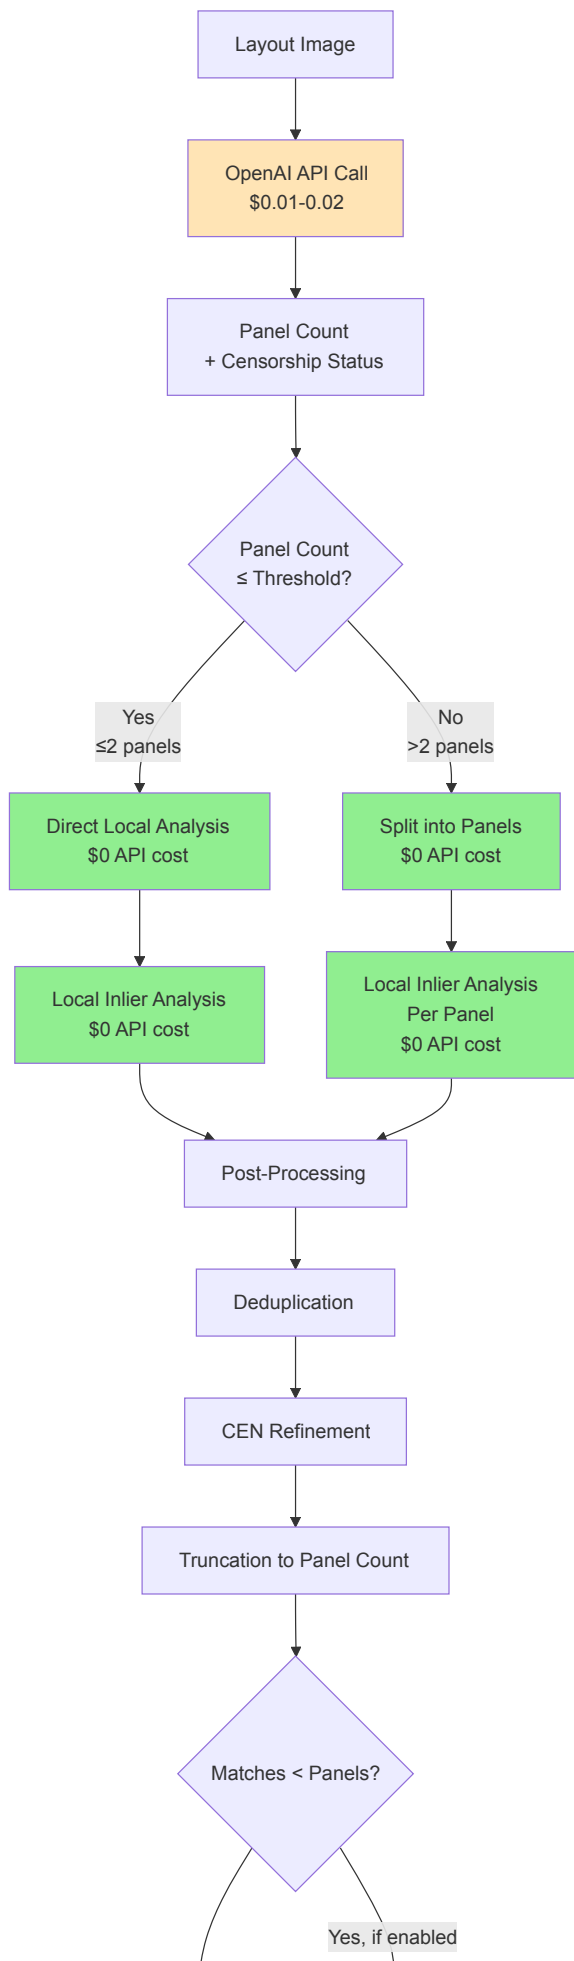 Layout Image
OpenAI API Call
$0.01-0.02
Panel Count
+ Censorship Status
Panel Count
≤ Threshold?
Yes
≤2 panels
No
>2 panels
Direct Local Analysis
$0 API cost
Split into Panels
$0 API cost
Local Inlier Analysis
$0 API cost
Local Inlier Analysis
Per Panel
$0 API cost
Post-Processing
Deduplication
CEN Refinement
Truncation to Panel Count
Matches < Panels?
Yes, if enabled